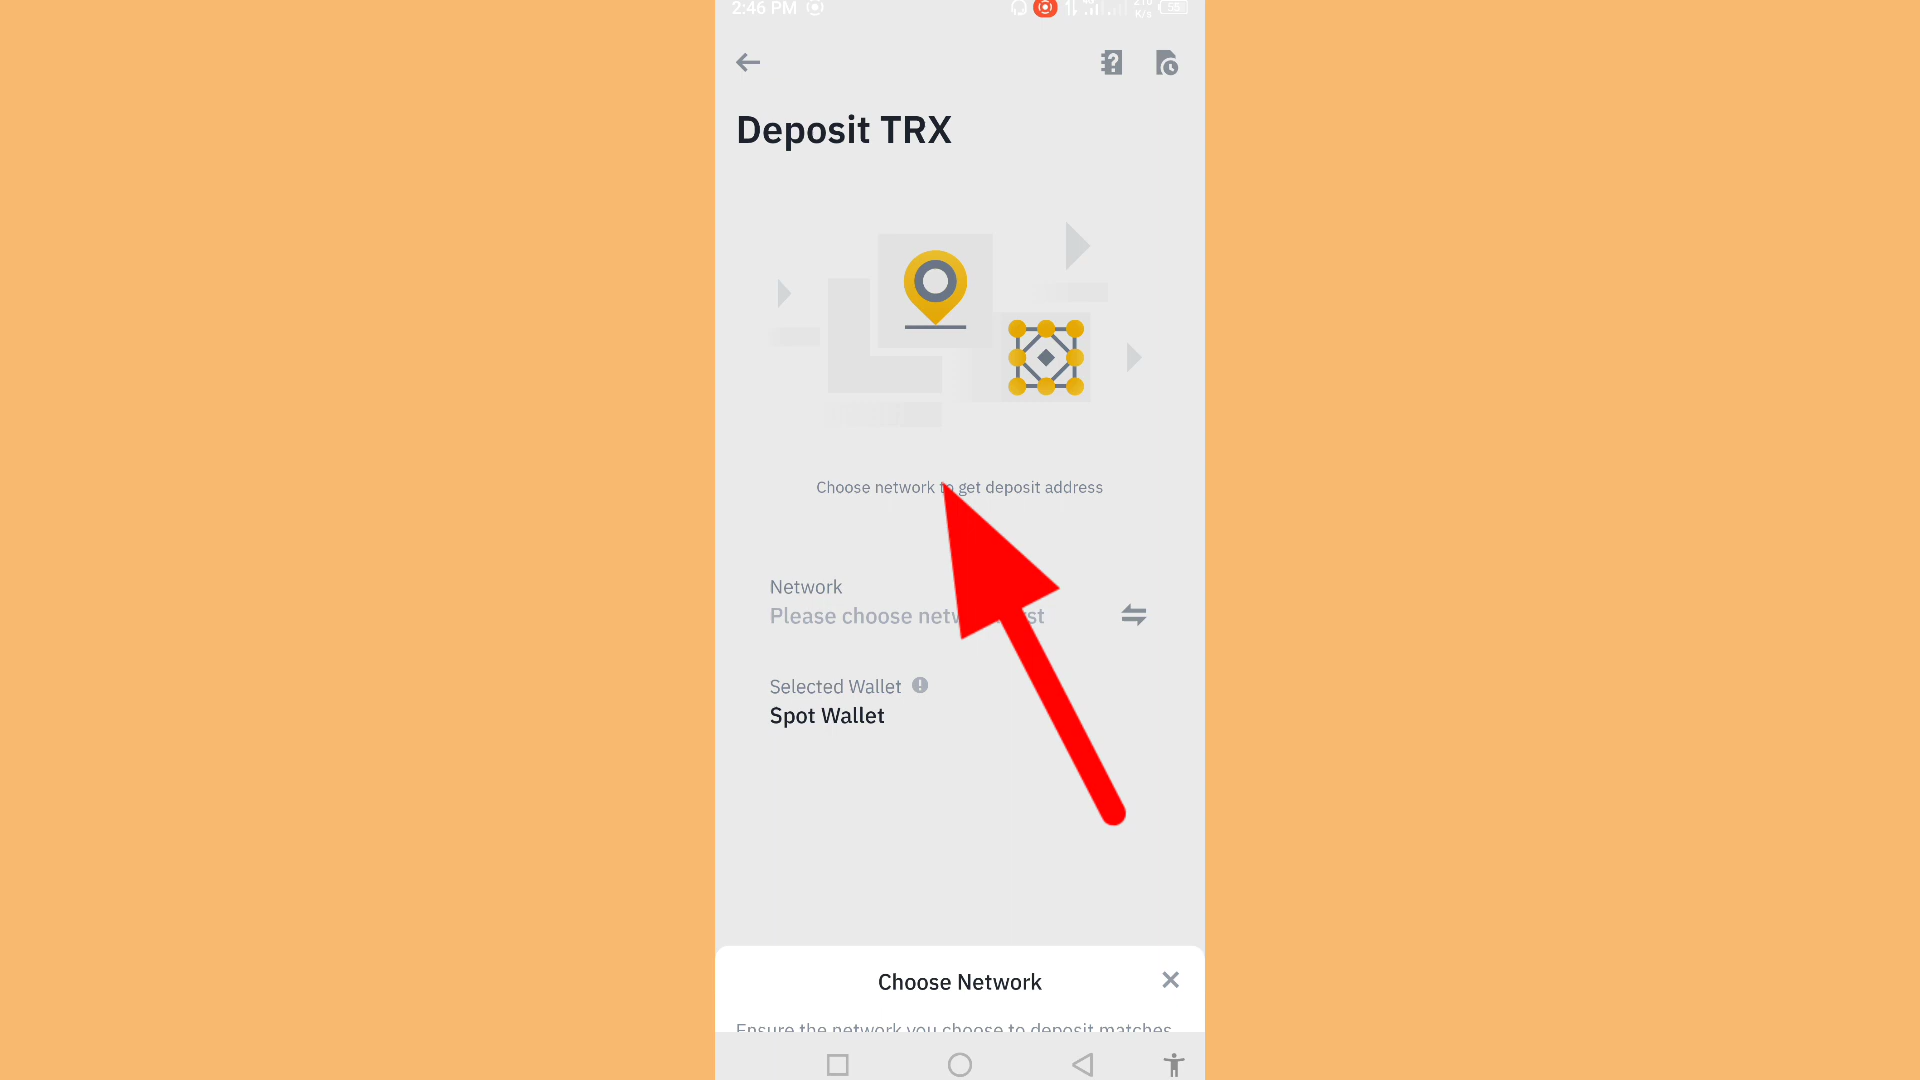 2:46 PM
55
K/s
Deposit TRX
Choose network to get deposit address
Network
Please choose network first
Selected Wallet
Spot Wallet
Choose Network
Ensure the network you choose to deposit matches